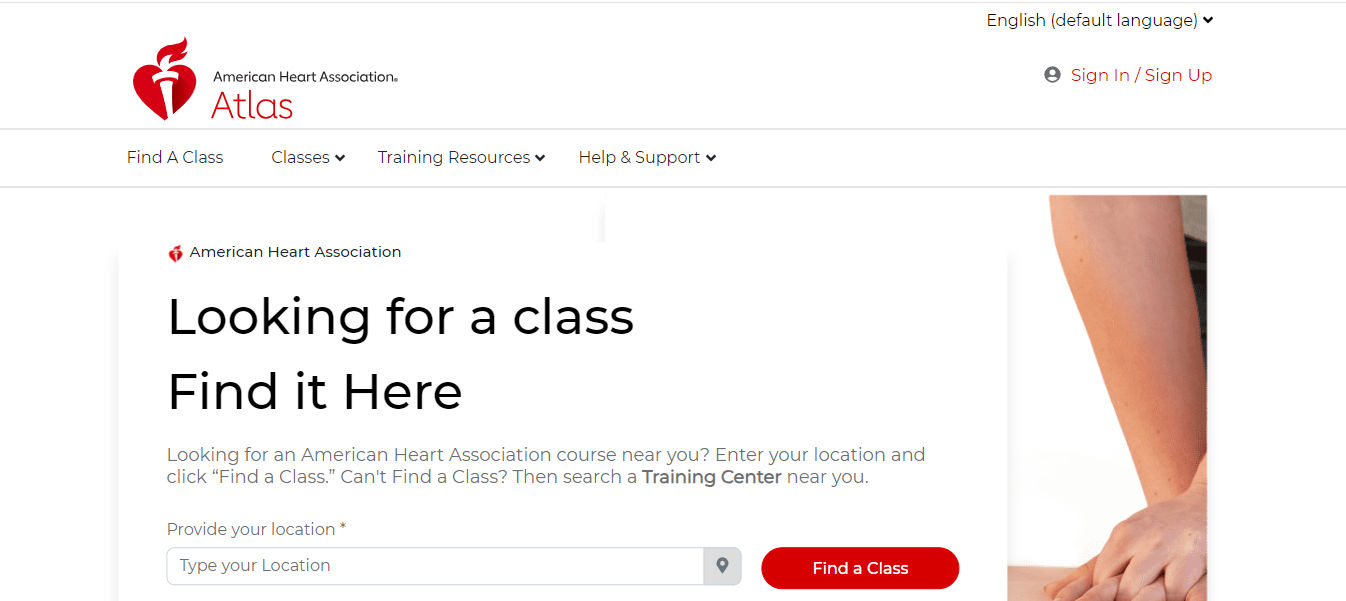 English (default language)
American Heart Association®
Atlas
Sign In / Sign Up
Find A Class Classes Training Resources Help & Support
American Heart Association
Looking for a class
Find it Here
Looking for an American Heart Association course near you? Enter your location and
click “Find a Class.” Can't Find a Class? Then search a Training Center near you.
Provide your location *
Type your Location
Find a Class